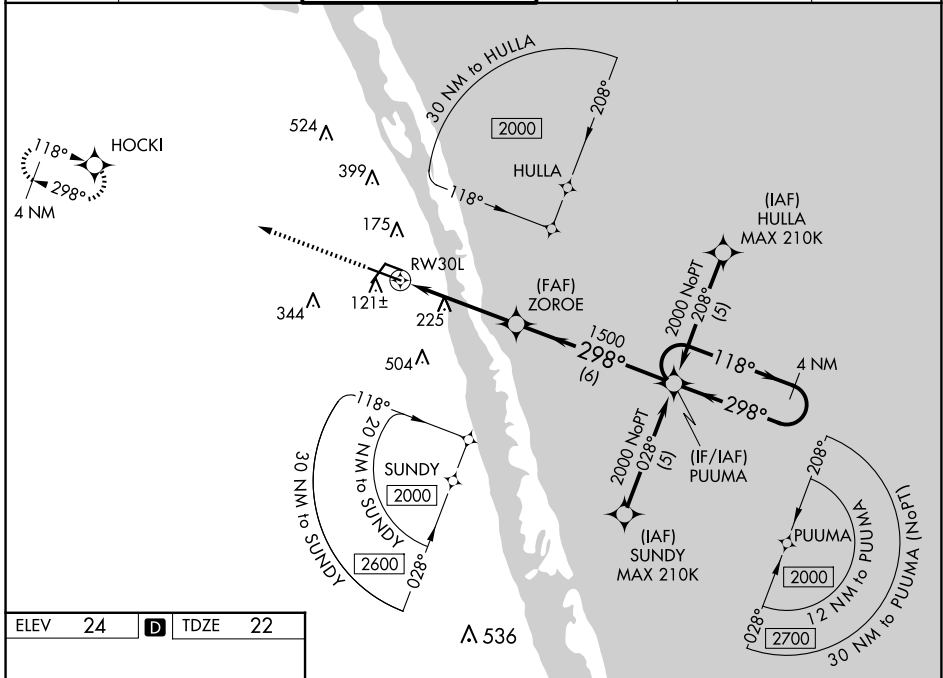 30 NM to HULLA
208°
2000
HULLA
118°
524
399
175
118°
HOCKI
298°
4 NM
(IAF)
HULLA
MAX 210K
2000 NoPT
208°
(5)
RW30L
(FAF)
ZOROE
344
121±
225
1500
298°
(6)
118°
4 NM
298°
504
(IF/IAF)
PUUMA
2000 NoPT
028°
(5)
(IAF)
SUNDY
MAX 210K
118°
20 NM to SUNDY
SUNDY
2000
30 NM to SUNDY
2600
028°
208°
PUUMA
2000
12 NM to PUUMA
028°
2700
30 NM to PUUMA (NoPT)
536
ELEV 24 D TDZE 22